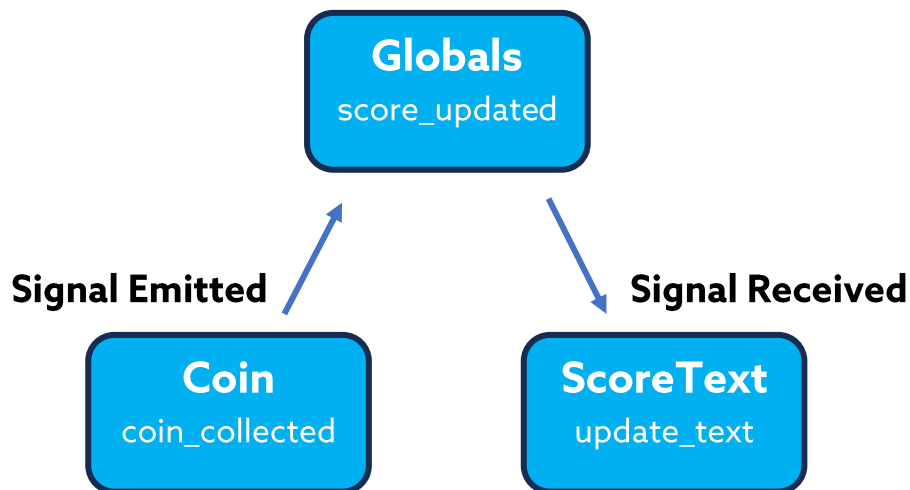 Globals
score_updated
Signal Emitted
Signal Received
Coin
coin_collected
ScoreText
update_text